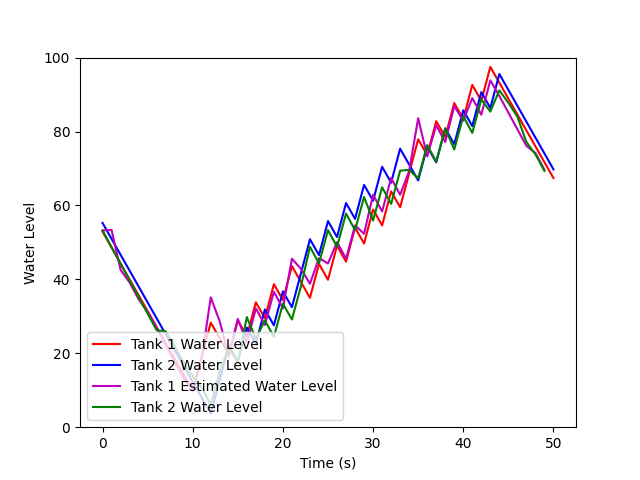 100
80
60
40
20
0
Water Level
Tank 1 Water Level
Tank 2 Water Level
Tank 1 Estimated Water Level
Tank 2 Water Level
0 10 20 30 40 50
Time (s)